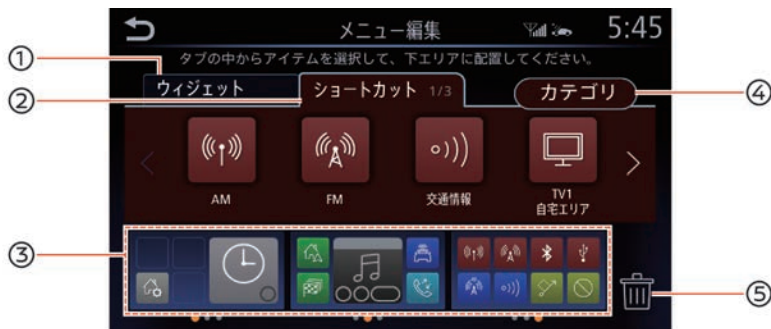 メニュー編集 5:45
タブの中からアイテムを選択して、下エリアに配置してください。
①
ウィジェット ショートカット 1/3 カテゴリ
②
④
AM FM 交通情報 TV1
自宅エリア
③
⑤